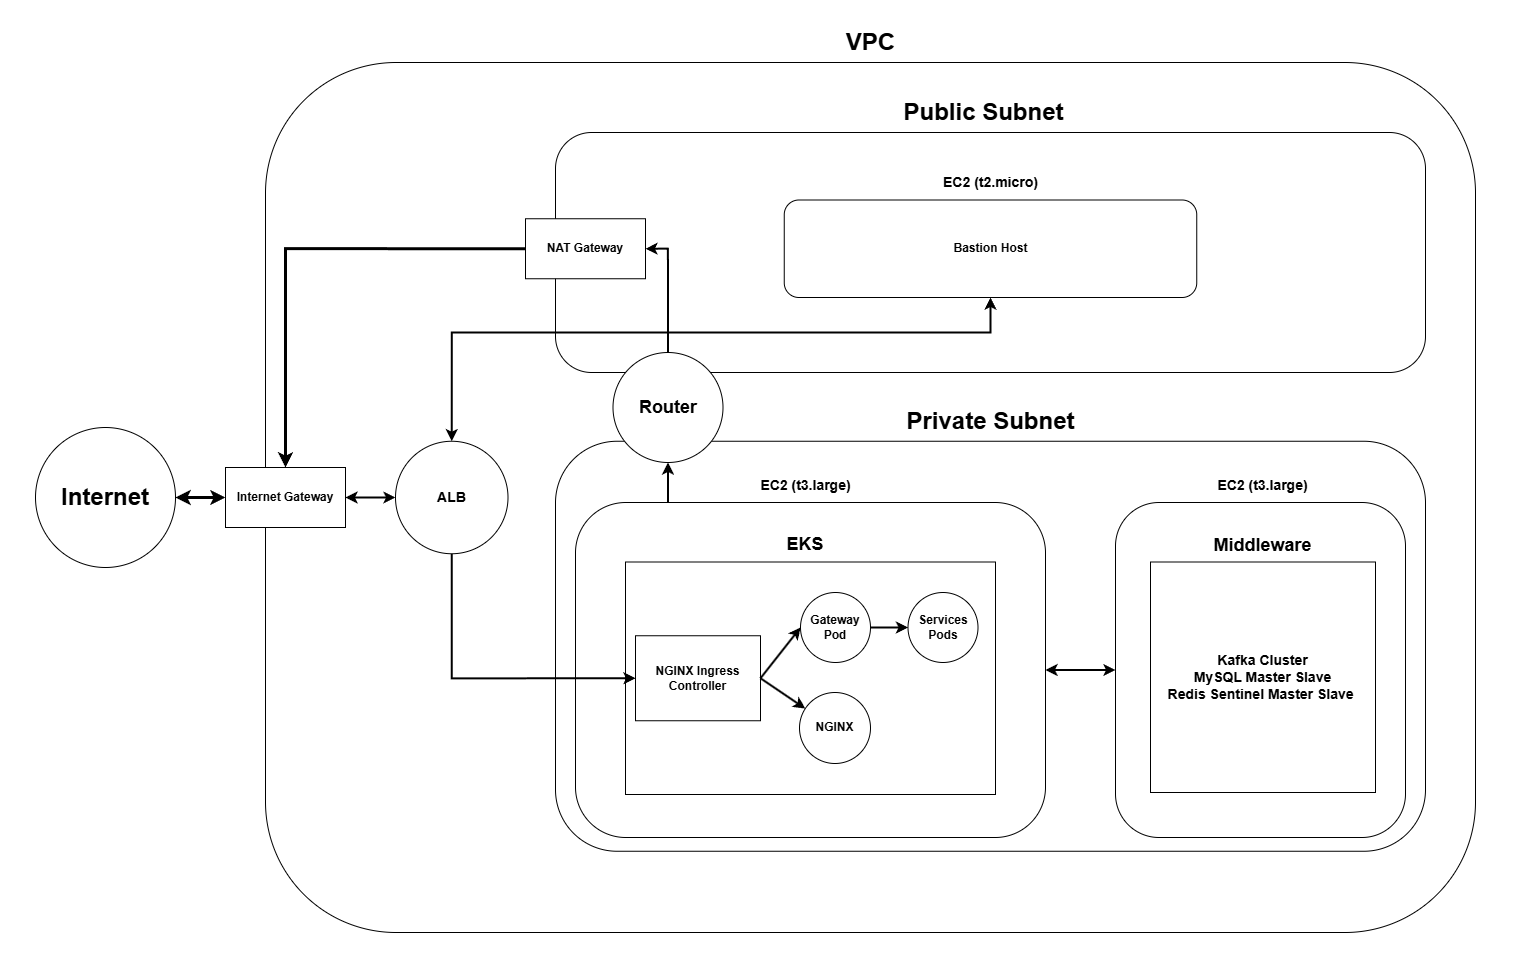 VPC
Public Subnet
EC2 (t2.micro)
NAT Gateway
Bastion Host
Router
Private Subnet
Internet
Internet Gateway
ALB
EC2 (t3.large)
EC2 (t3.large)
EKS
Middleware
Gateway
Pod
Services
Pods
NGINX Ingress
Controller
NGINX
Kafka Cluster
MySQL Master Slave
Redis Sentinel Master Slave